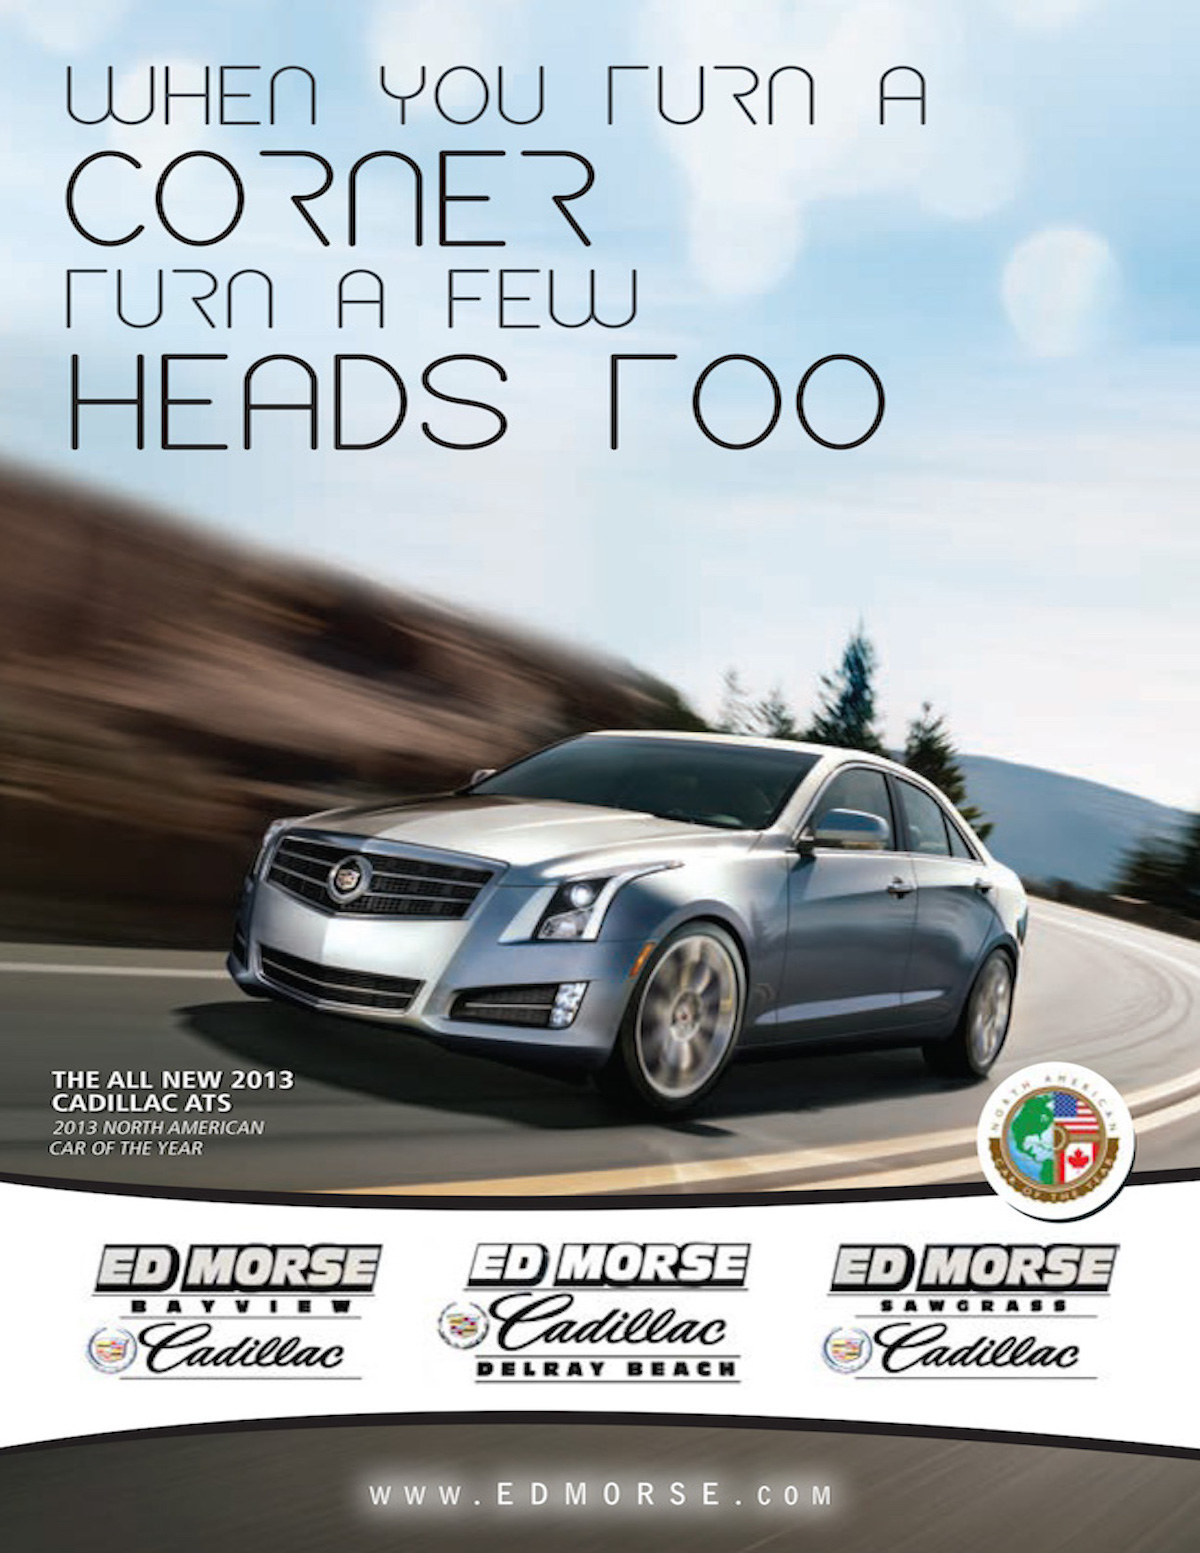 WHEN YOU TURN A
CORNER
TURN A FEW
HEADS TOO
THE ALL NEW 2013
CADILLAC ATS
2013 NORTH AMERICAN
CAR OF THE YEAR
NORTH AMERICAN
CAR OF THE YEAR
ED MORSE
BAYVIEW
Cadillac
ED MORSE
Cadillac
DELRAY BEACH
ED MORSE
SAWGRASS
Cadillac
WWW.EDMORSE.COM